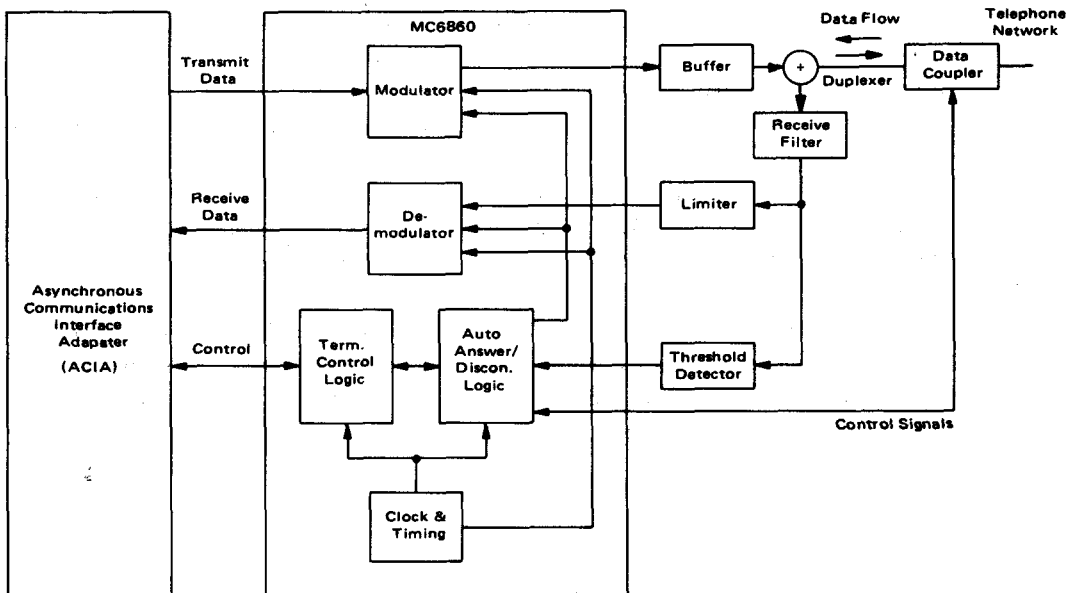 MC6860
Data Flow
Telephone
Network
Transmit
Data
Modulator
Buffer
+
Duplexer
Data
Coupler
Receive
Filter
Receive
Data
De-
modulator
Limiter
Asynchronous
Communications
Interface
Adapater
(ACIA)
Control
Term.
Control
Logic
Auto
Answer/
Discon.
Logic
Threshold
Detector
Control Signals
Clock &
Timing